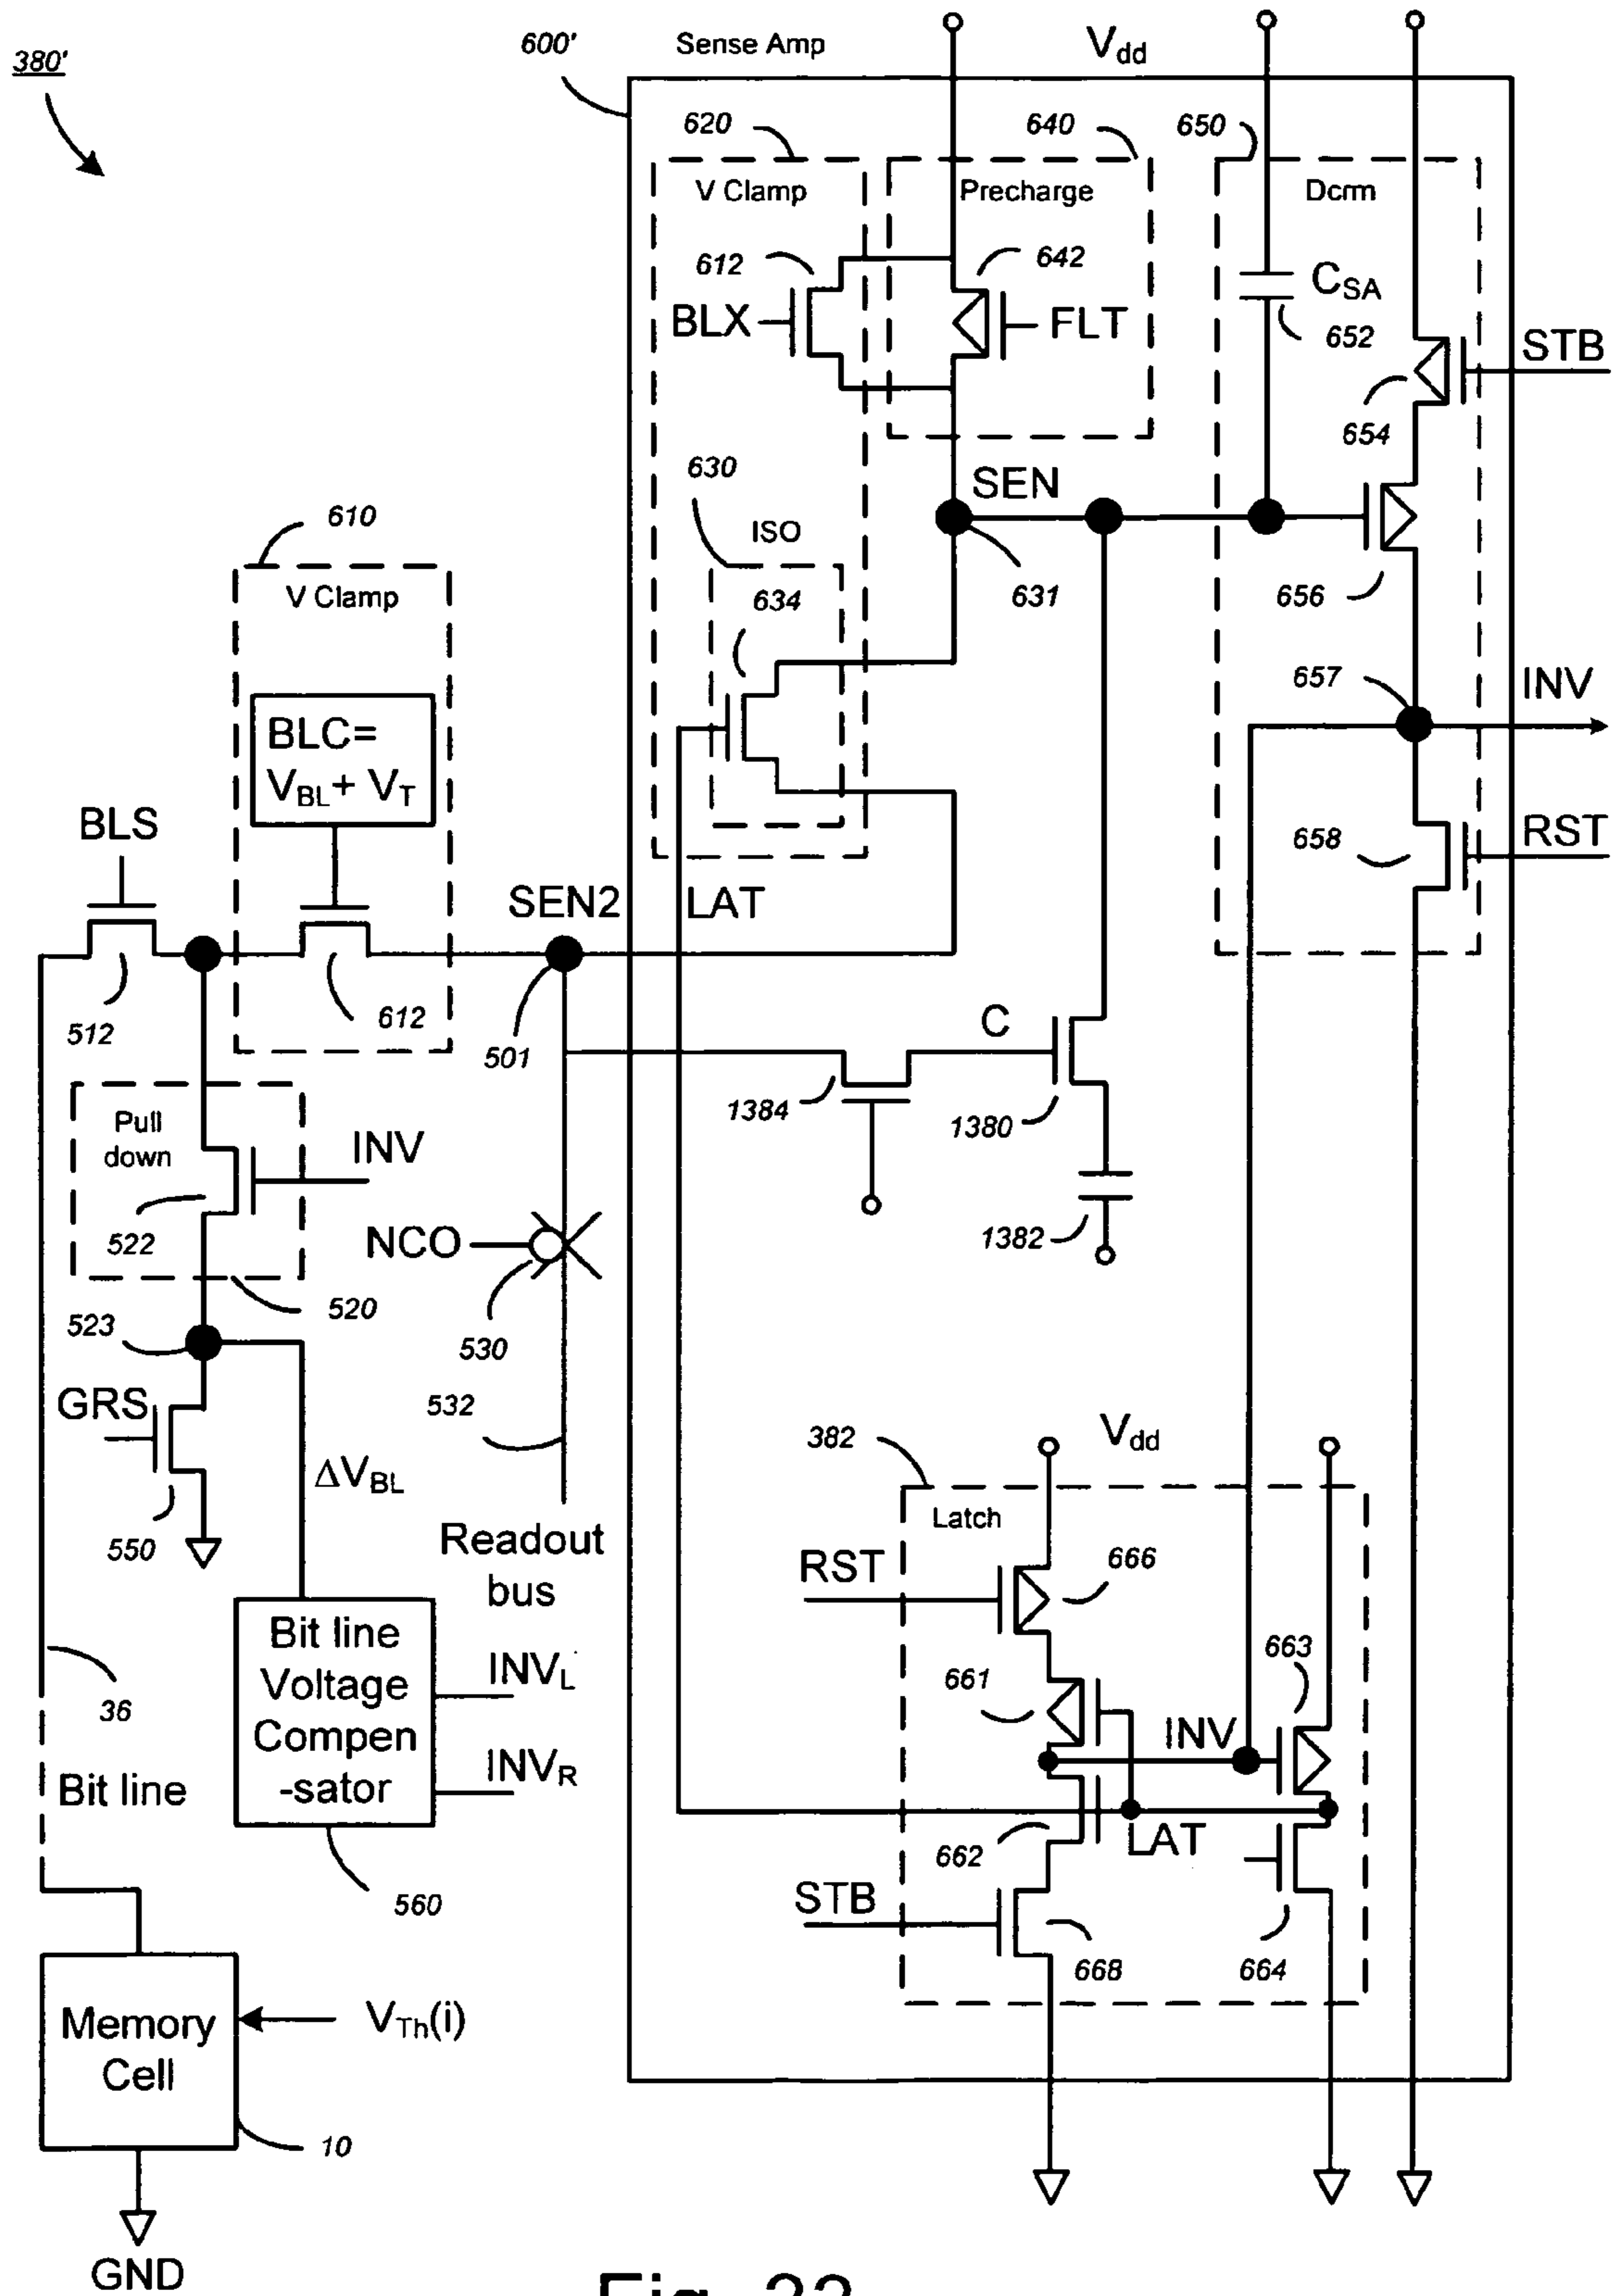 380'
600'
Sense Amp
Vdd
620
640
650
V Clamp
Precharge
Dcrm
612
BLX
642
FLT
CSA
652
STB
654
630
SEN
ISO
634
631
656
610
V Clamp
657
INV
BLC=
VBL+ VT
BLS
658
RST
SEN2
LAT
512
612
501
C
1384
1380
Pull
down
INV
522
NCO
1382
520
523
530
GRS
532
382
Vdd
ΔVBL
550
Latch
Readout
bus
RST
666
Bit line
Voltage
Compen
-sator
INVL
INVR
663
661
INV
36
Bit line
662
LAT
560
STB
668
664
Memory
Cell
VTh(i)
10
GND
Fig. 22